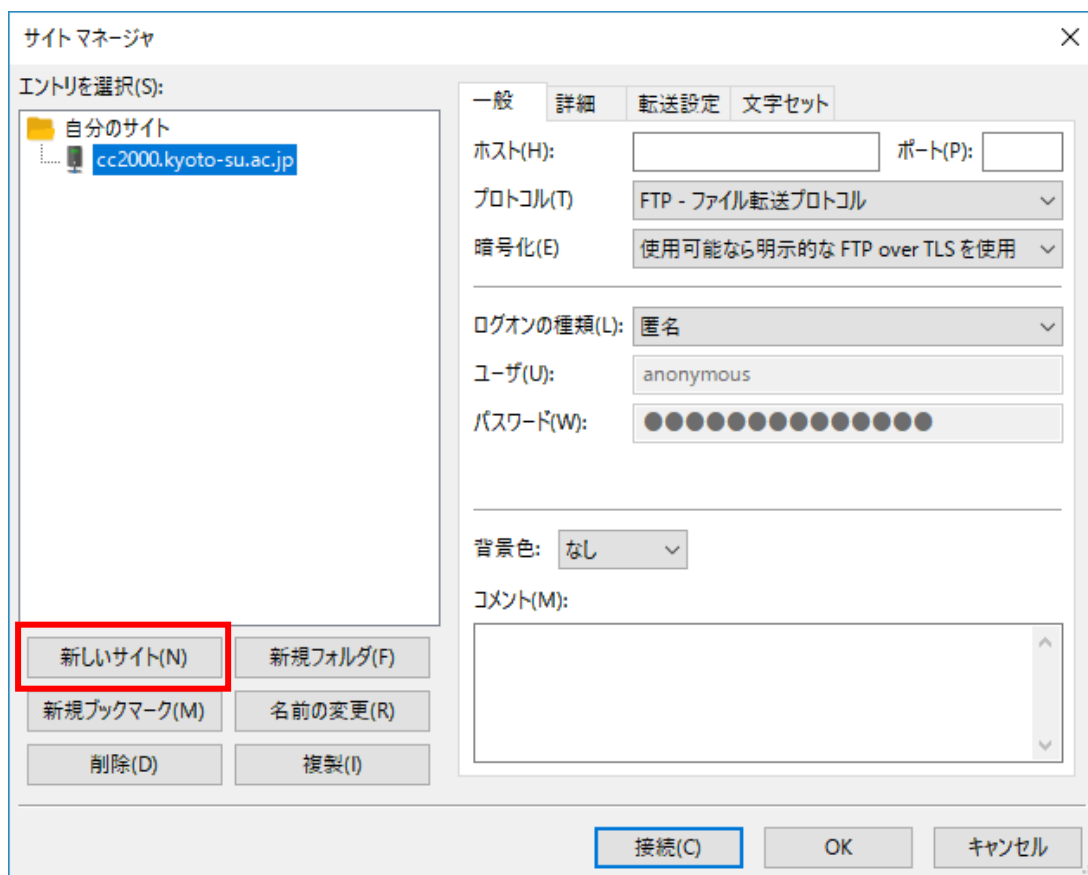 サイト マネージャ
エントリを選択(S):
自分のサイト
cc2000.kyoto-su.ac.jp
新しいサイト(N)
新規フォルダ(F)
新規ブックマーク(M)
名前の変更(R)
削除(D)
複製(I)
一般
詳細
転送設定
文字セット
ホスト(H):
ポート(P):
プロトコル(T)
FTP - ファイル転送プロトコル
暗号化(E)
使用可能なら明示的な FTP over TLS を使用
ログオンの種類(L):
匿名
ユーザ(U):
anonymous
パスワード(W):
●●●●●●●●●●●●●●
背景色:
なし
コメント(M):
接続(C)
OK
キャンセル